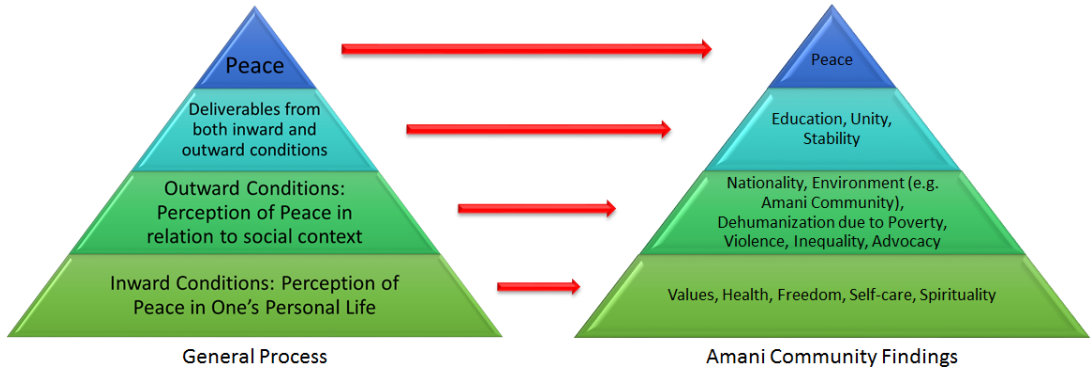 Peace
Deliverables from
both inward and
outward conditions
Outward Conditions:
Perception of Peace in
relation to social context
Inward Conditions: Perception of
Peace in One's Personal Life
General Process
Peace
Education, Unity,
Stability
Nationality, Environment (e.g.
Amani Community),
Dehumanization due to Poverty,
Violence, Inequality, Advocacy
Values, Health, Freedom, Self-care, Spirituality
Amani Community Findings